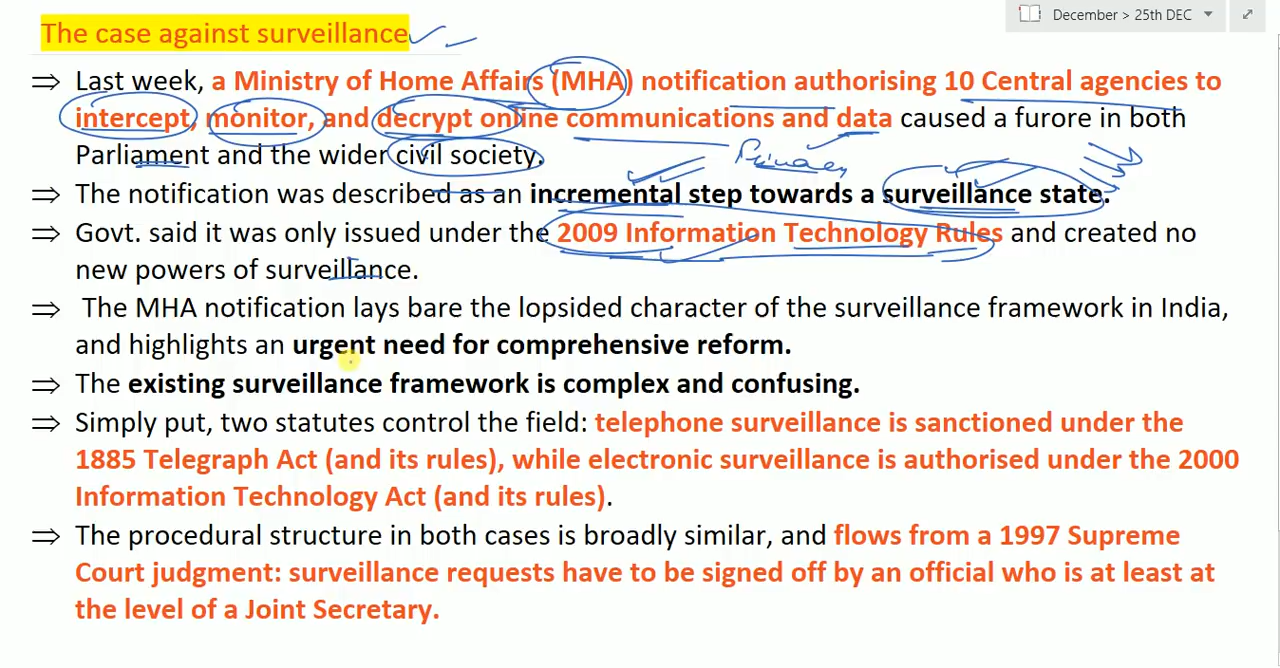 The case against surveillance
December > 25th DEC
⇒ Last week, a Ministry of Home Affairs (MHA) notification authorising 10 Central agencies to
intercept, monitor, and decrypt online communications and data caused a furore in both
Parliament and the wider civil society.
Privacy
⇒ The notification was described as an incremental step towards a surveillance state.
⇒ Govt. said it was only issued under the 2009 Information Technology Rules and created no
new powers of surveillance.
⇒ The MHA notification lays bare the lopsided character of the surveillance framework in India,
and highlights an urgent need for comprehensive reform.
⇒ The existing surveillance framework is complex and confusing.
⇒ Simply put, two statutes control the field: telephone surveillance is sanctioned under the
1885 Telegraph Act (and its rules), while electronic surveillance is authorised under the 2000
Information Technology Act (and its rules).
⇒ The procedural structure in both cases is broadly similar, and flows from a 1997 Supreme
Court judgment: surveillance requests have to be signed off by an official who is at least at
the level of a Joint Secretary.